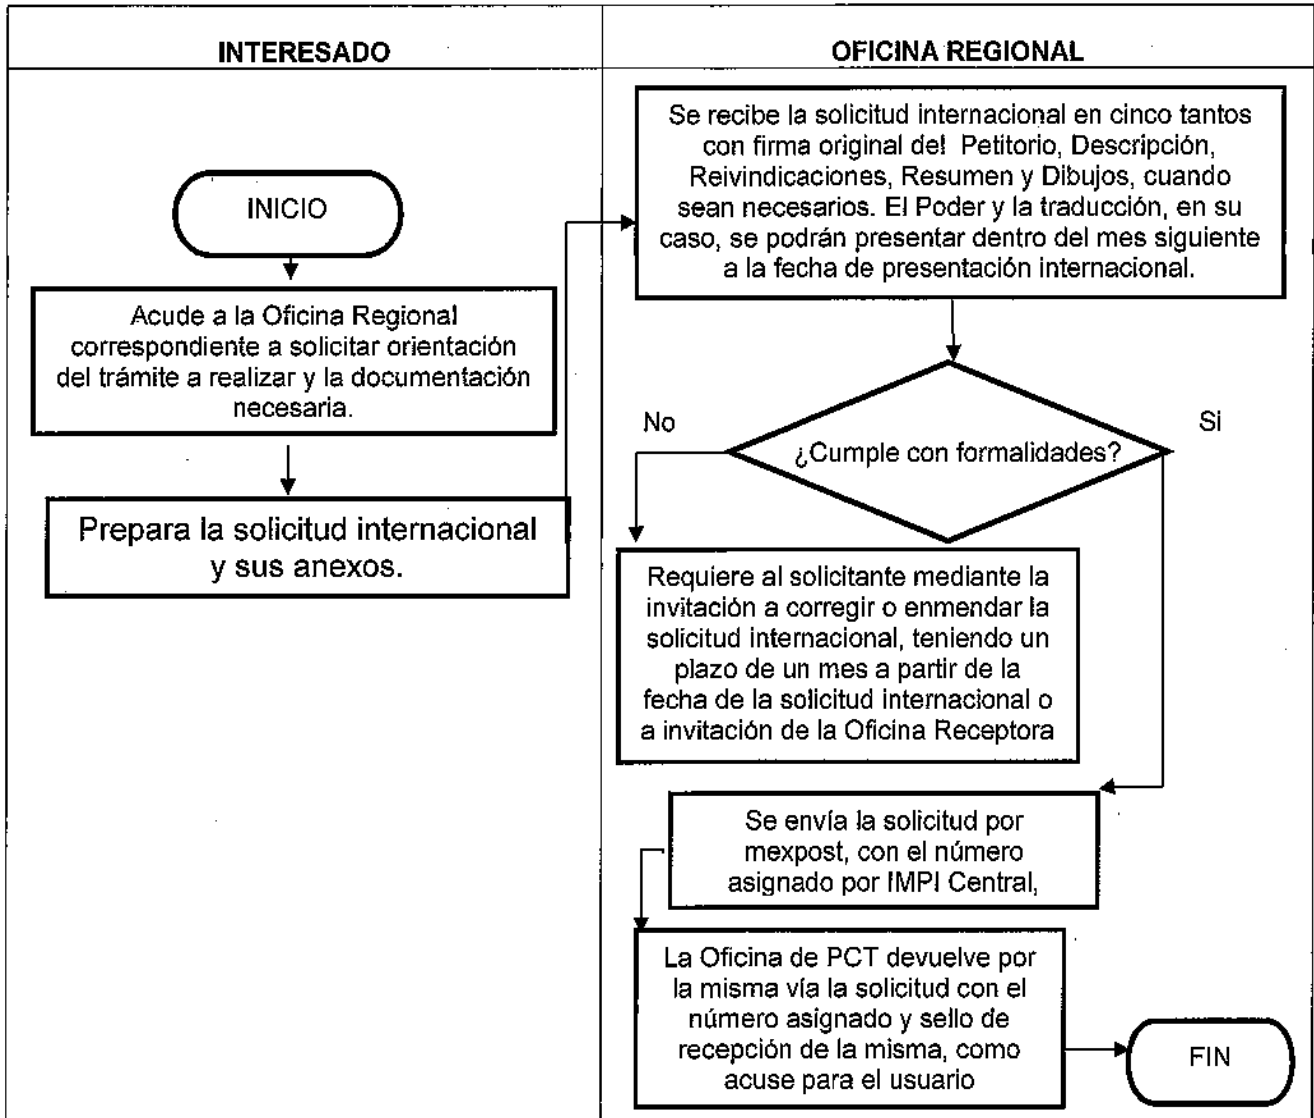 INTERESADO
OFICINA REGIONAL
INICIO
Acude a la Oficina Regional
correspondiente a solicitar orientación
del trámite a realizar y la documentación
necesaria.
Prepara la solicitud internacional
y sus anexos.
Se recibe la solicitud internacional en cinco tantos
con firma original del Petitorio, Descripción,
Reivindicaciones, Resumen y Dibujos, cuando
sean necesarios. El Poder y la traducción, en su
caso, se podrán presentar dentro del mes siguiente
a la fecha de presentación internacional.
¿Cumple con formalidades?
No
Si
Requiere al solicitante mediante la
invitación a corregir o enmendar la
solicitud internacional, teniendo un
plazo de un mes a partir de la
fecha de la solicitud internacional o
a invitación de la Oficina Receptora
Se envía la solicitud por
mexpost, con el número
asignado por IMPI Central,
La Oficina de PCT devuelve por
la misma vía la solicitud con el
número asignado y sello de
recepción de la misma, como
acuse para el usuario
FIN